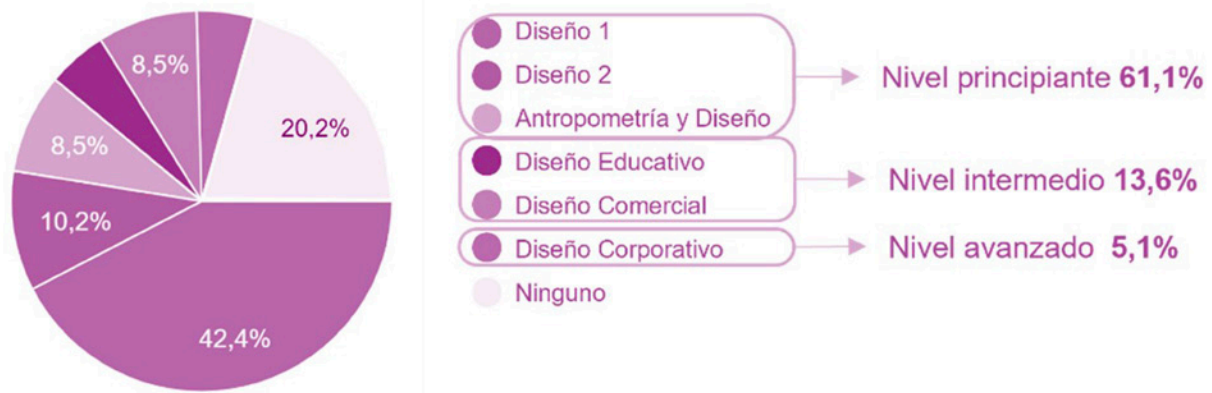 8,5%
20,2%
8,5%
10,2%
42,4%
Diseño 1
Diseño 2
Antropometría y Diseño
Diseño Educativo
Diseño Comercial
Diseño Corporativo
Ninguno
Nivel principiante 61,1%
Nivel intermedio 13,6%
Nivel avanzado 5,1%